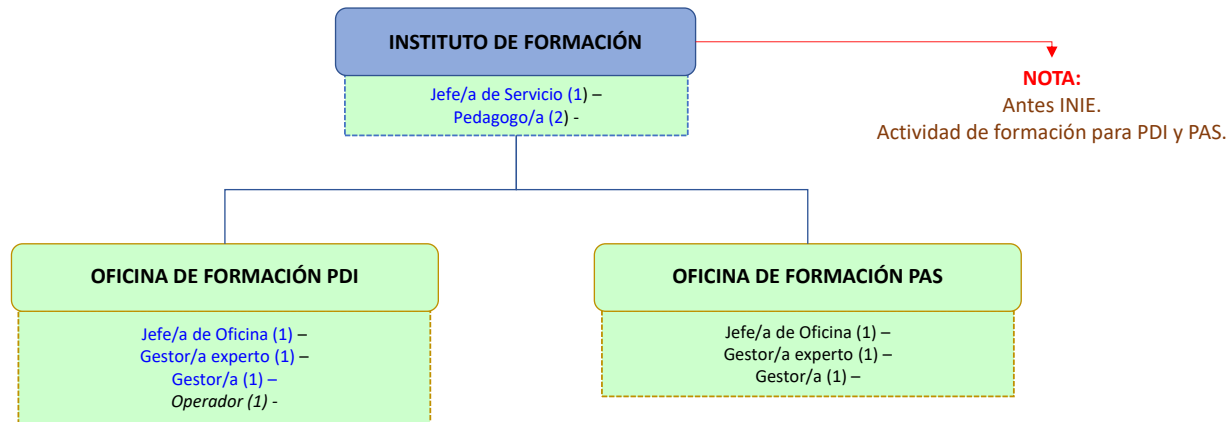 INSTITUTO DE FORMACIÓN
Jefe/a de Servicio (1) –
Pedagogo/a (2) -
NOTA:
Antes INIE.
Actividad de formación para PDI y PAS.
OFICINA DE FORMACIÓN PDI
Jefe/a de Oficina (1) –
Gestor/a experto (1) –
Gestor/a (1) –
Operador (1) -
OFICINA DE FORMACIÓN PAS
Jefe/a de Oficina (1) –
Gestor/a experto (1) –
Gestor/a (1) –